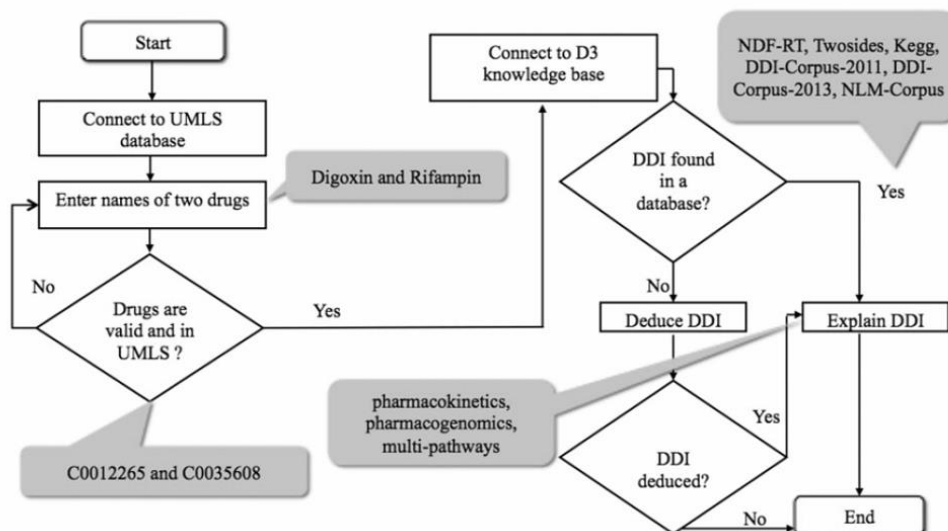 Start
Connect to UMLS
database
Enter names of two drugs
Digoxin and Rifampin
No
Drugs are
valid and in
UMLS ?
Yes
C0012265 and C0035608
Connect to D3
knowledge base
NDF-RT, Twosides, Kegg,
DDI-Corpus-2011, DDI-
Corpus-2013, NLM-Corpus
DDI found
in a
database?
Yes
No
Deduce DDI
Explain DDI
pharmacokinetics,
pharmacogenomics,
multi-pathways
Yes
DDI
deduced?
No
End